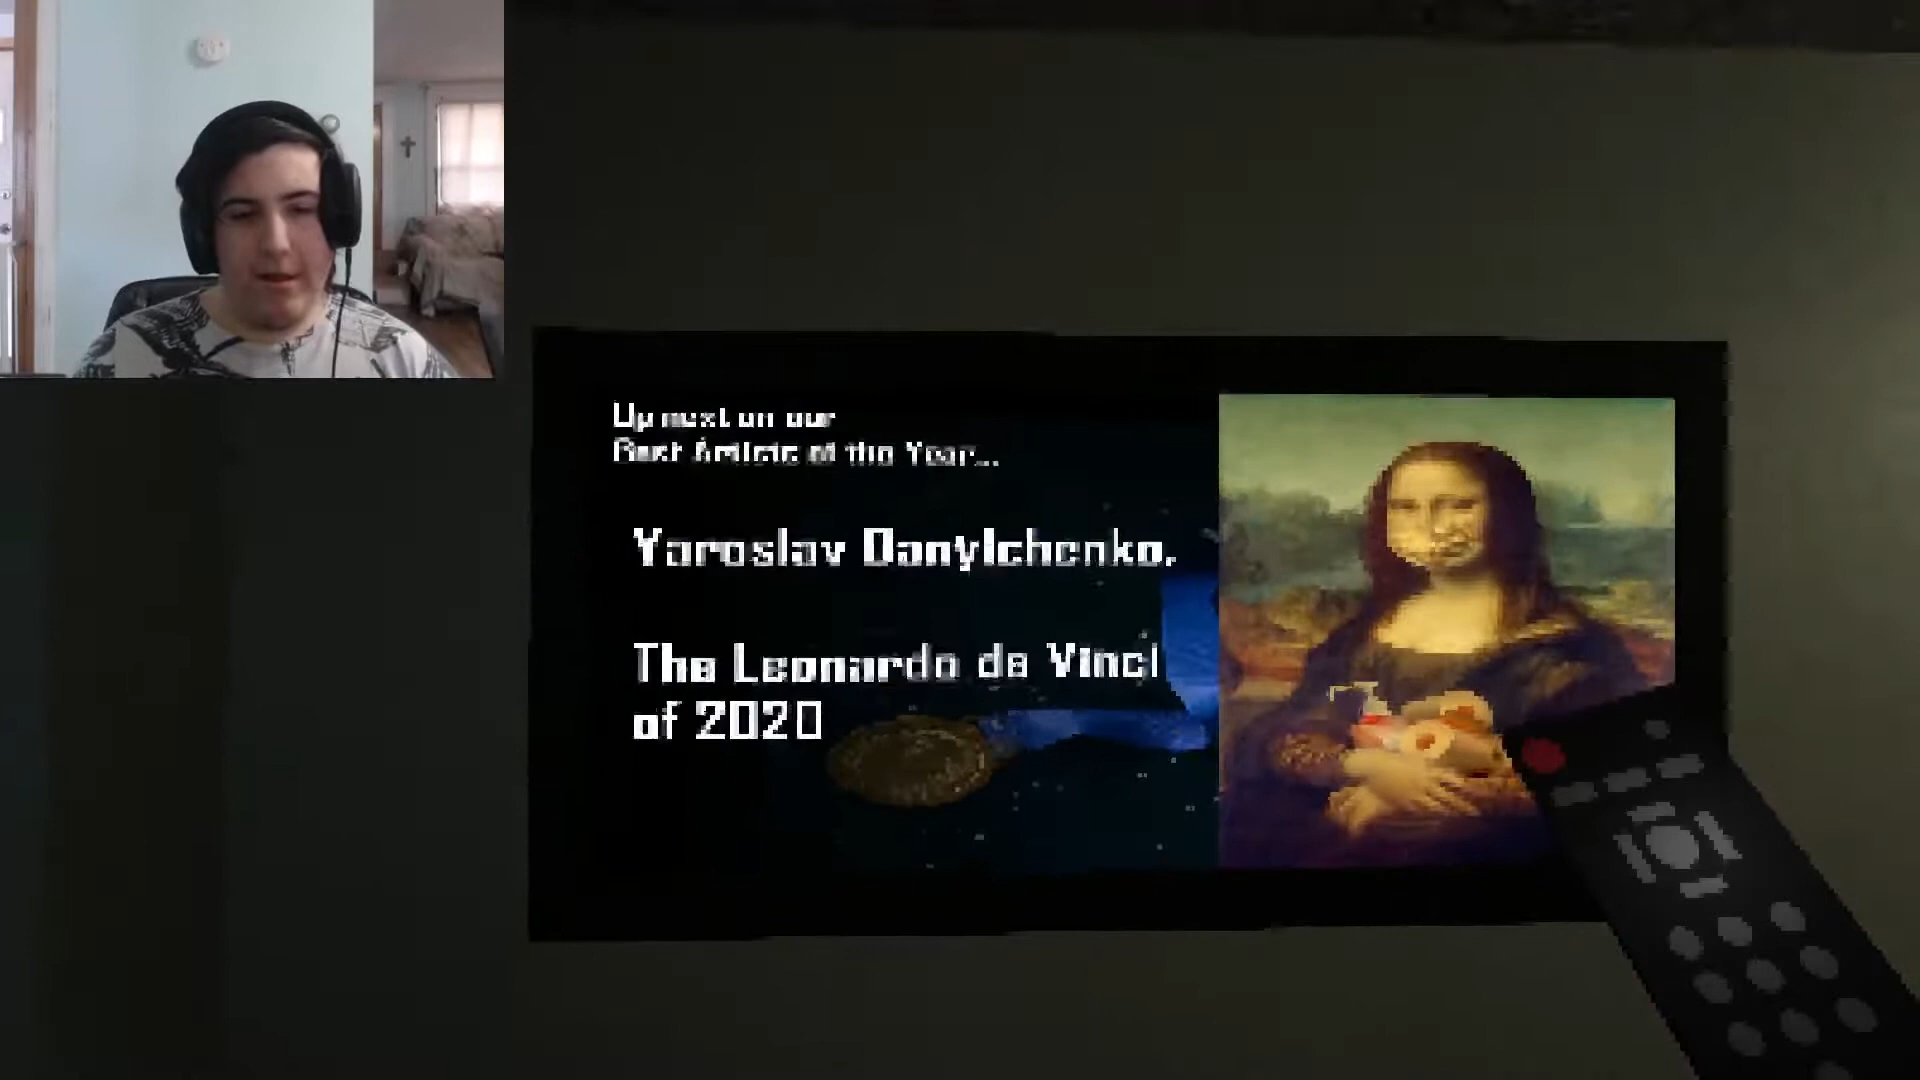 Up next on our
Best Artists of the Year...
Yaroslav Danylchenko.
The Leonardo da Vinci
of 2020